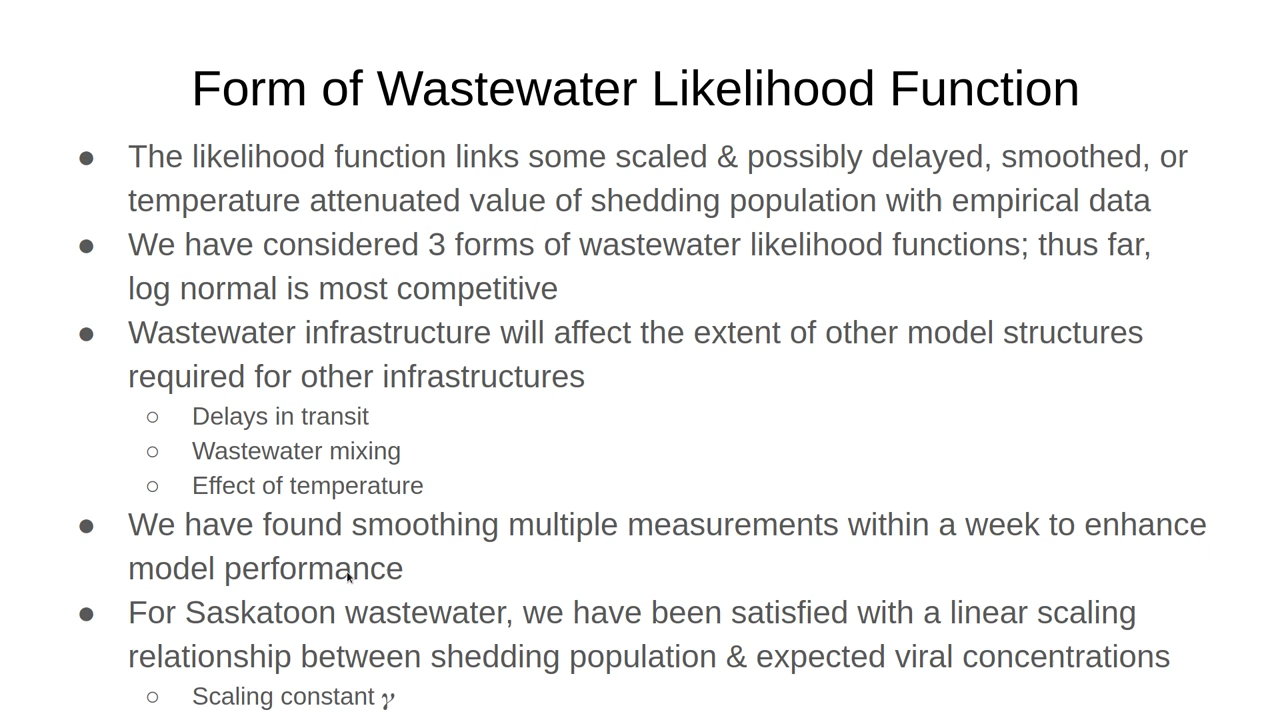 Form of Wastewater Likelihood Function
● The likelihood function links some scaled & possibly delayed, smoothed, or
temperature attenuated value of shedding population with empirical data
● We have considered 3 forms of wastewater likelihood functions; thus far,
log normal is most competitive
● Wastewater infrastructure will affect the extent of other model structures
required for other infrastructures
○ Delays in transit
○ Wastewater mixing
○ Effect of temperature
● We have found smoothing multiple measurements within a week to enhance
model performance
● For Saskatoon wastewater, we have been satisfied with a linear scaling
relationship between shedding population & expected viral concentrations
○ Scaling constant 𝛾